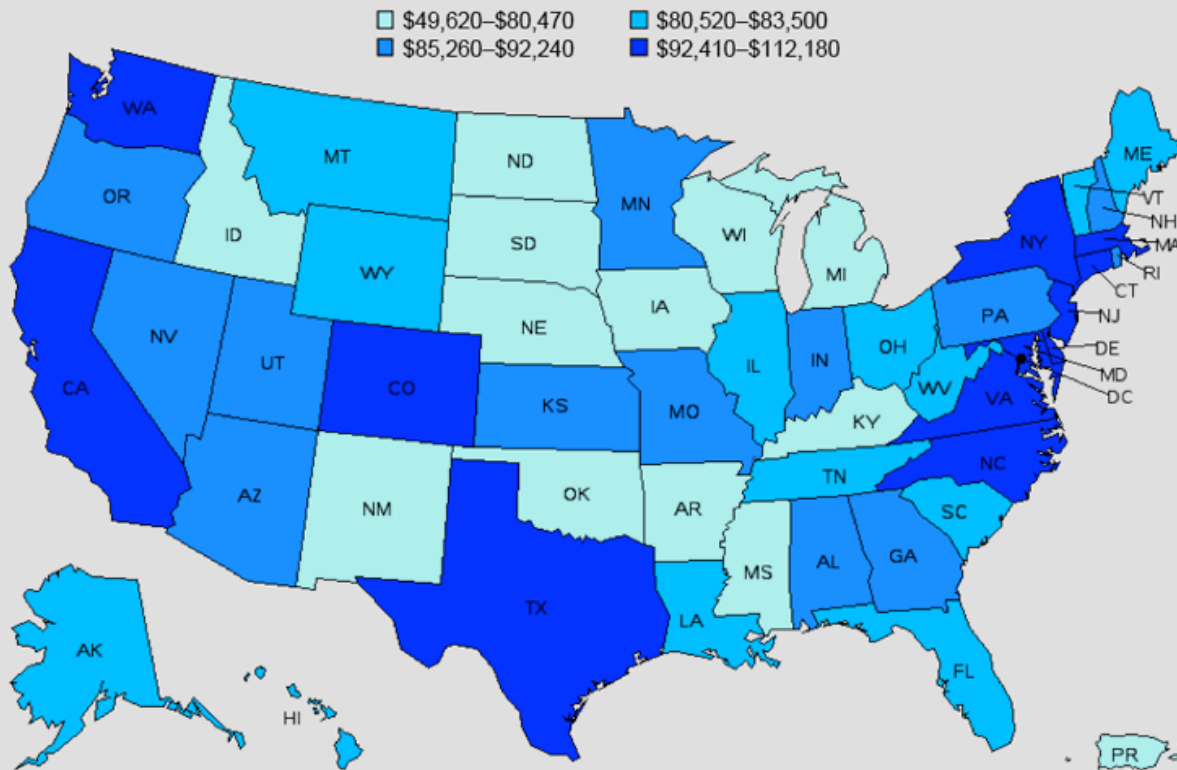 $49,620–$80,470 $80,520–$83,500
$85,260–$92,240 $92,410–$112,180
WA
MT
ND
MN
ME
VT
OR
ID
SD
WI
NH
NY
MA
WY
MI
RI
CT
IA
NE
PA
NJ
NV
OH
DE
UT
IL
IN
MD
CA
CO
WV
DC
VA
KS
MO
KY
NC
TN
AZ
OK
NM
AR
SC
GA
AL
MS
TX
LA
AK
FL
HI
PR